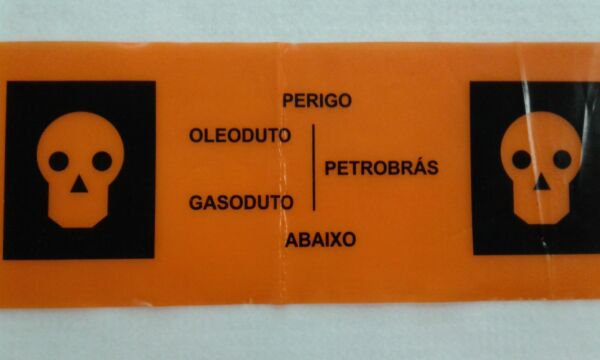 PERIGO
OLEODUTO
PETROBRÁS
GASODUTO
ABAIXO